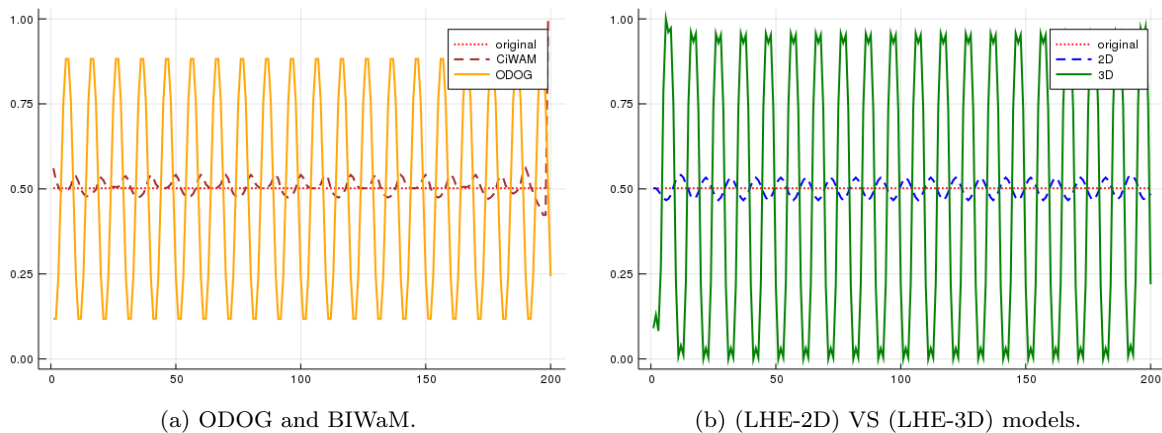 1.00
0.75
0.50
0.25
0.00
0
50
100
150
200
original
CiWAM
ODOG
(a) ODOG and BIWaM.
1.00
0.75
0.50
0.25
0.00
0
50
100
150
200
original
2D
3D
(b) (LHE-2D) VS (LHE-3D) models.